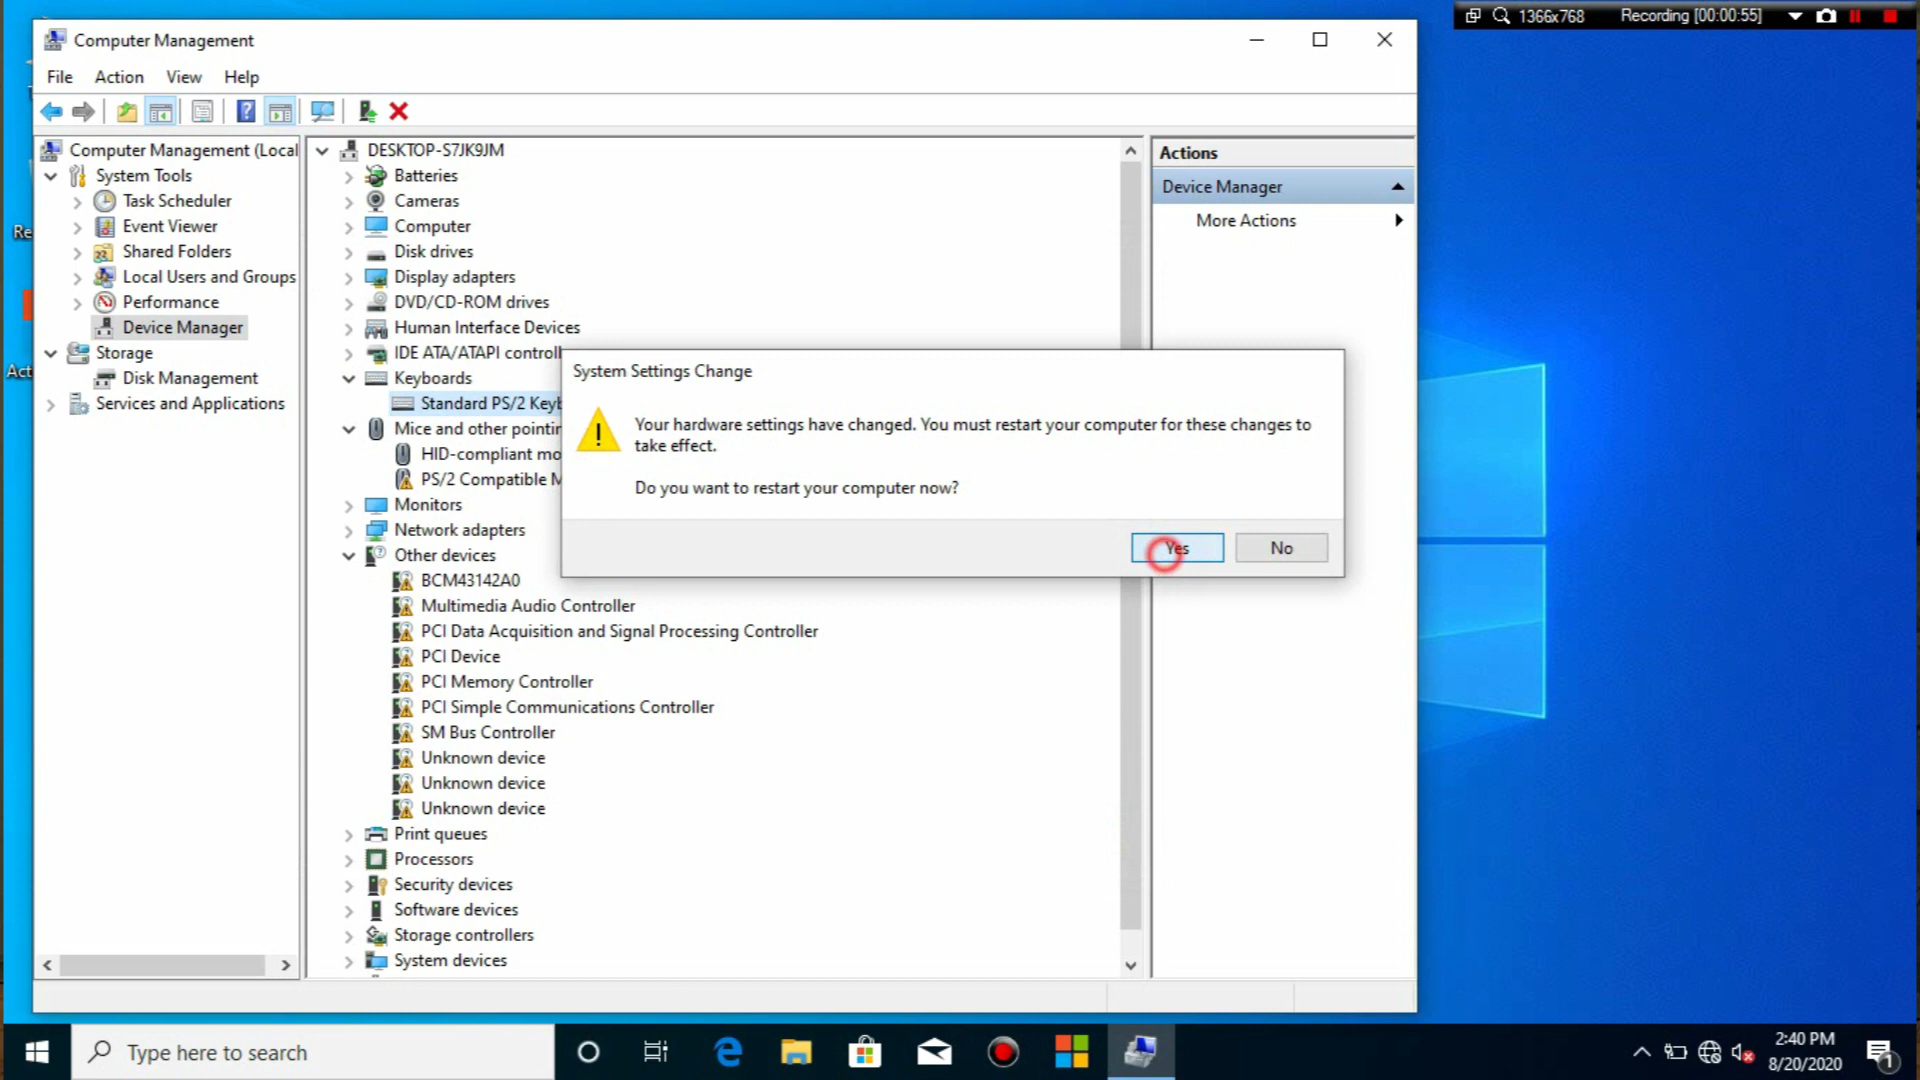 1366x768
Recording [00:00:55]
Computer Management
File Action View Help
Computer Management (Local
System Tools
Task Scheduler
Event Viewer
Shared Folders
Local Users and Groups
Performance
Device Manager
Storage
Disk Management
Services and Applications
DESKTOP-S7JK9JM
Batteries
Cameras
Computer
Disk drives
Display adapters
DVD/CD-ROM drives
Human Interface Devices
IDE ATA/ATAPI controll
Keyboards
Standard PS/2 Keyb
Mice and other pointin
HID-compliant mo
PS/2 Compatible M
Monitors
Network adapters
Other devices
BCM43142A0
Multimedia Audio Controller
PCI Data Acquisition and Signal Processing Controller
PCI Device
PCI Memory Controller
PCI Simple Communications Controller
SM Bus Controller
Unknown device
Unknown device
Unknown device
Print queues
Processors
Security devices
Software devices
Storage controllers
System devices
Actions
Device Manager
More Actions
System Settings Change
Your hardware settings have changed. You must restart your computer for these changes to
take effect.
Do you want to restart your computer now?
Yes
No
Re
Act
Type here to search
2:40 PM
8/20/2020
1